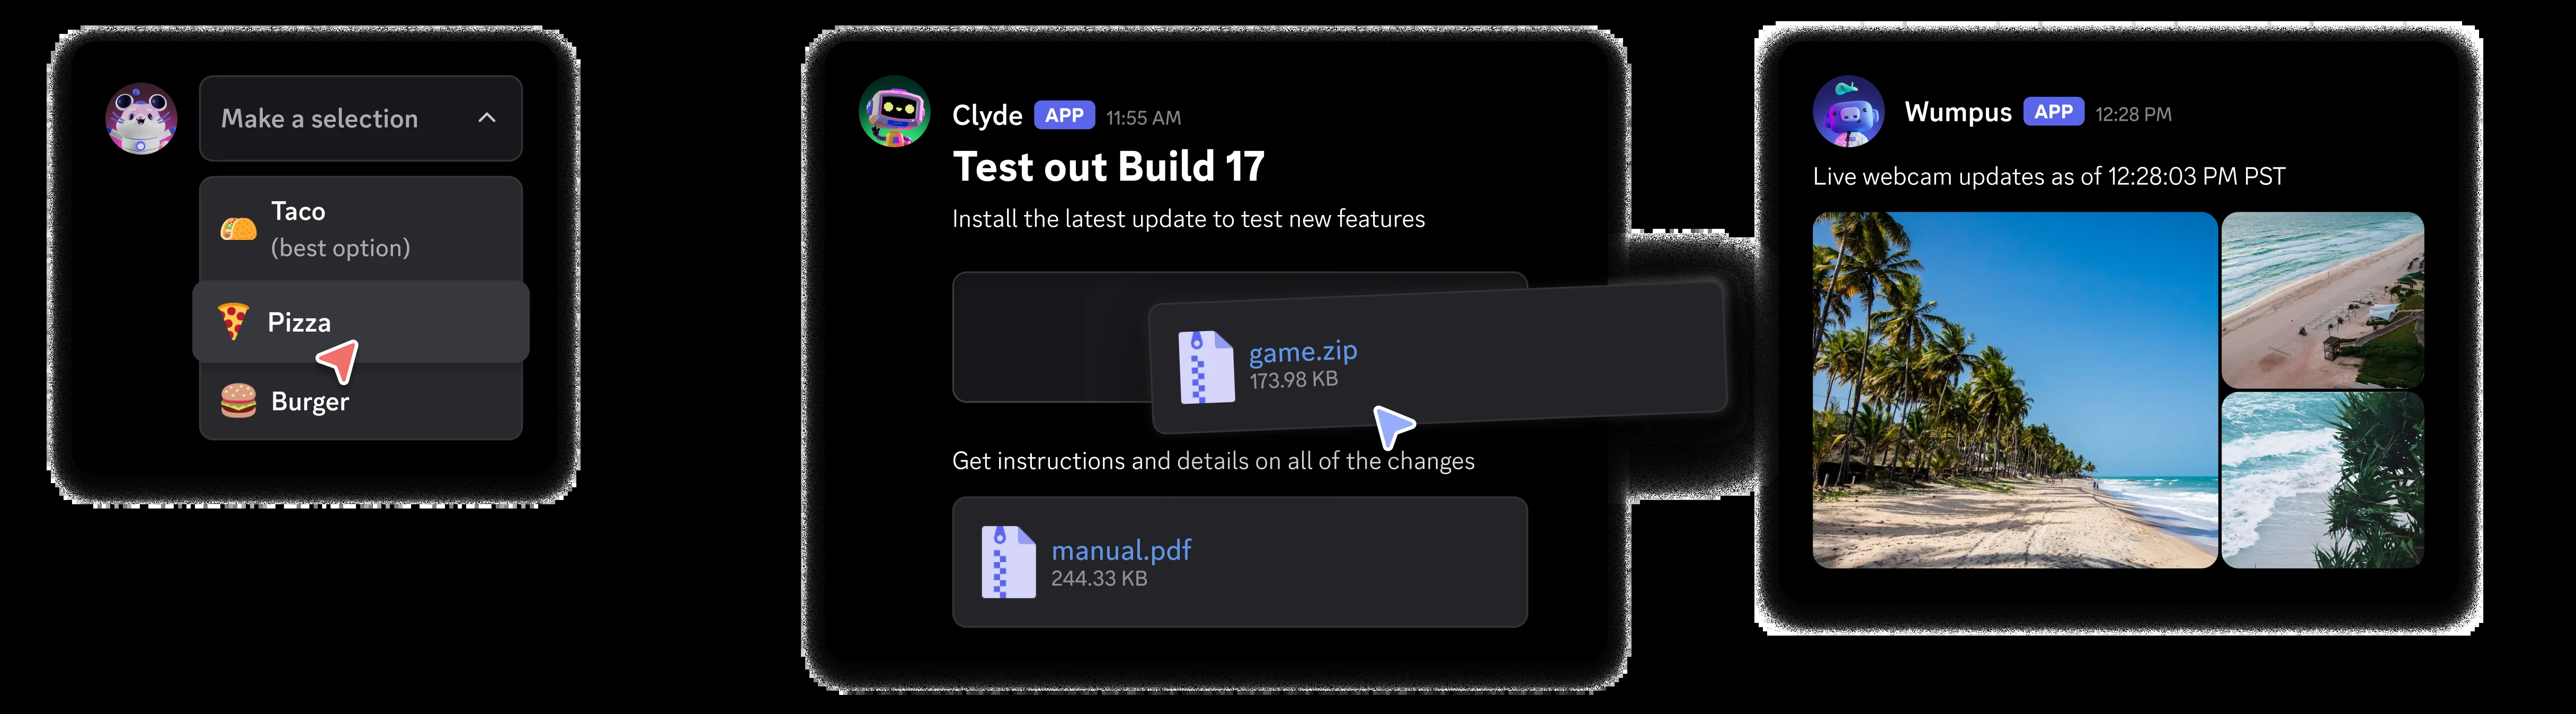 Make a selection
Taco
(best option)
Pizza
Burger
Clyde APP 11:55 AM
Test out Build 17
Install the latest update to test new features
game.zip
173.98 KB
Get instructions and details on all of the changes
manual.pdf
244.33 KB
Wumpus APP 12:28 PM
Live webcam updates as of 12:28:03 PM PST